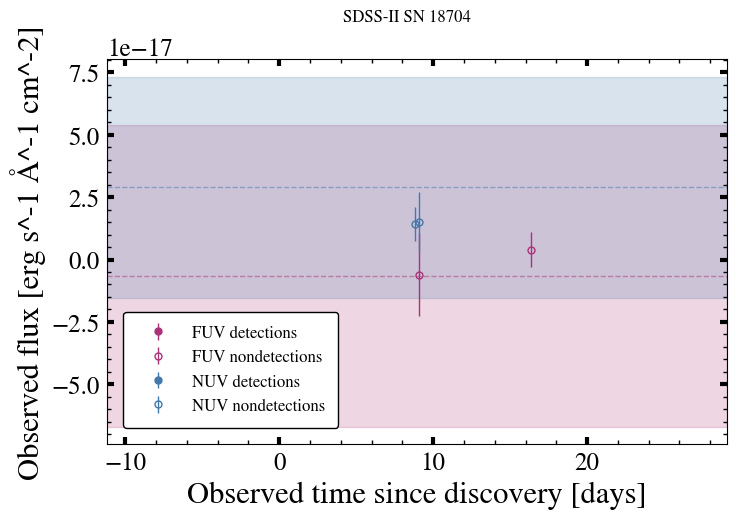 SDSS-II SN 18704
1e−17
Observed flux [erg s^-1 Å^-1 cm^-2]
7.5
5.0
2.5
0.0
−2.5
−5.0
FUV detections
FUV nondetections
NUV detections
NUV nondetections
−10 0 10 20
Observed time since discovery [days]